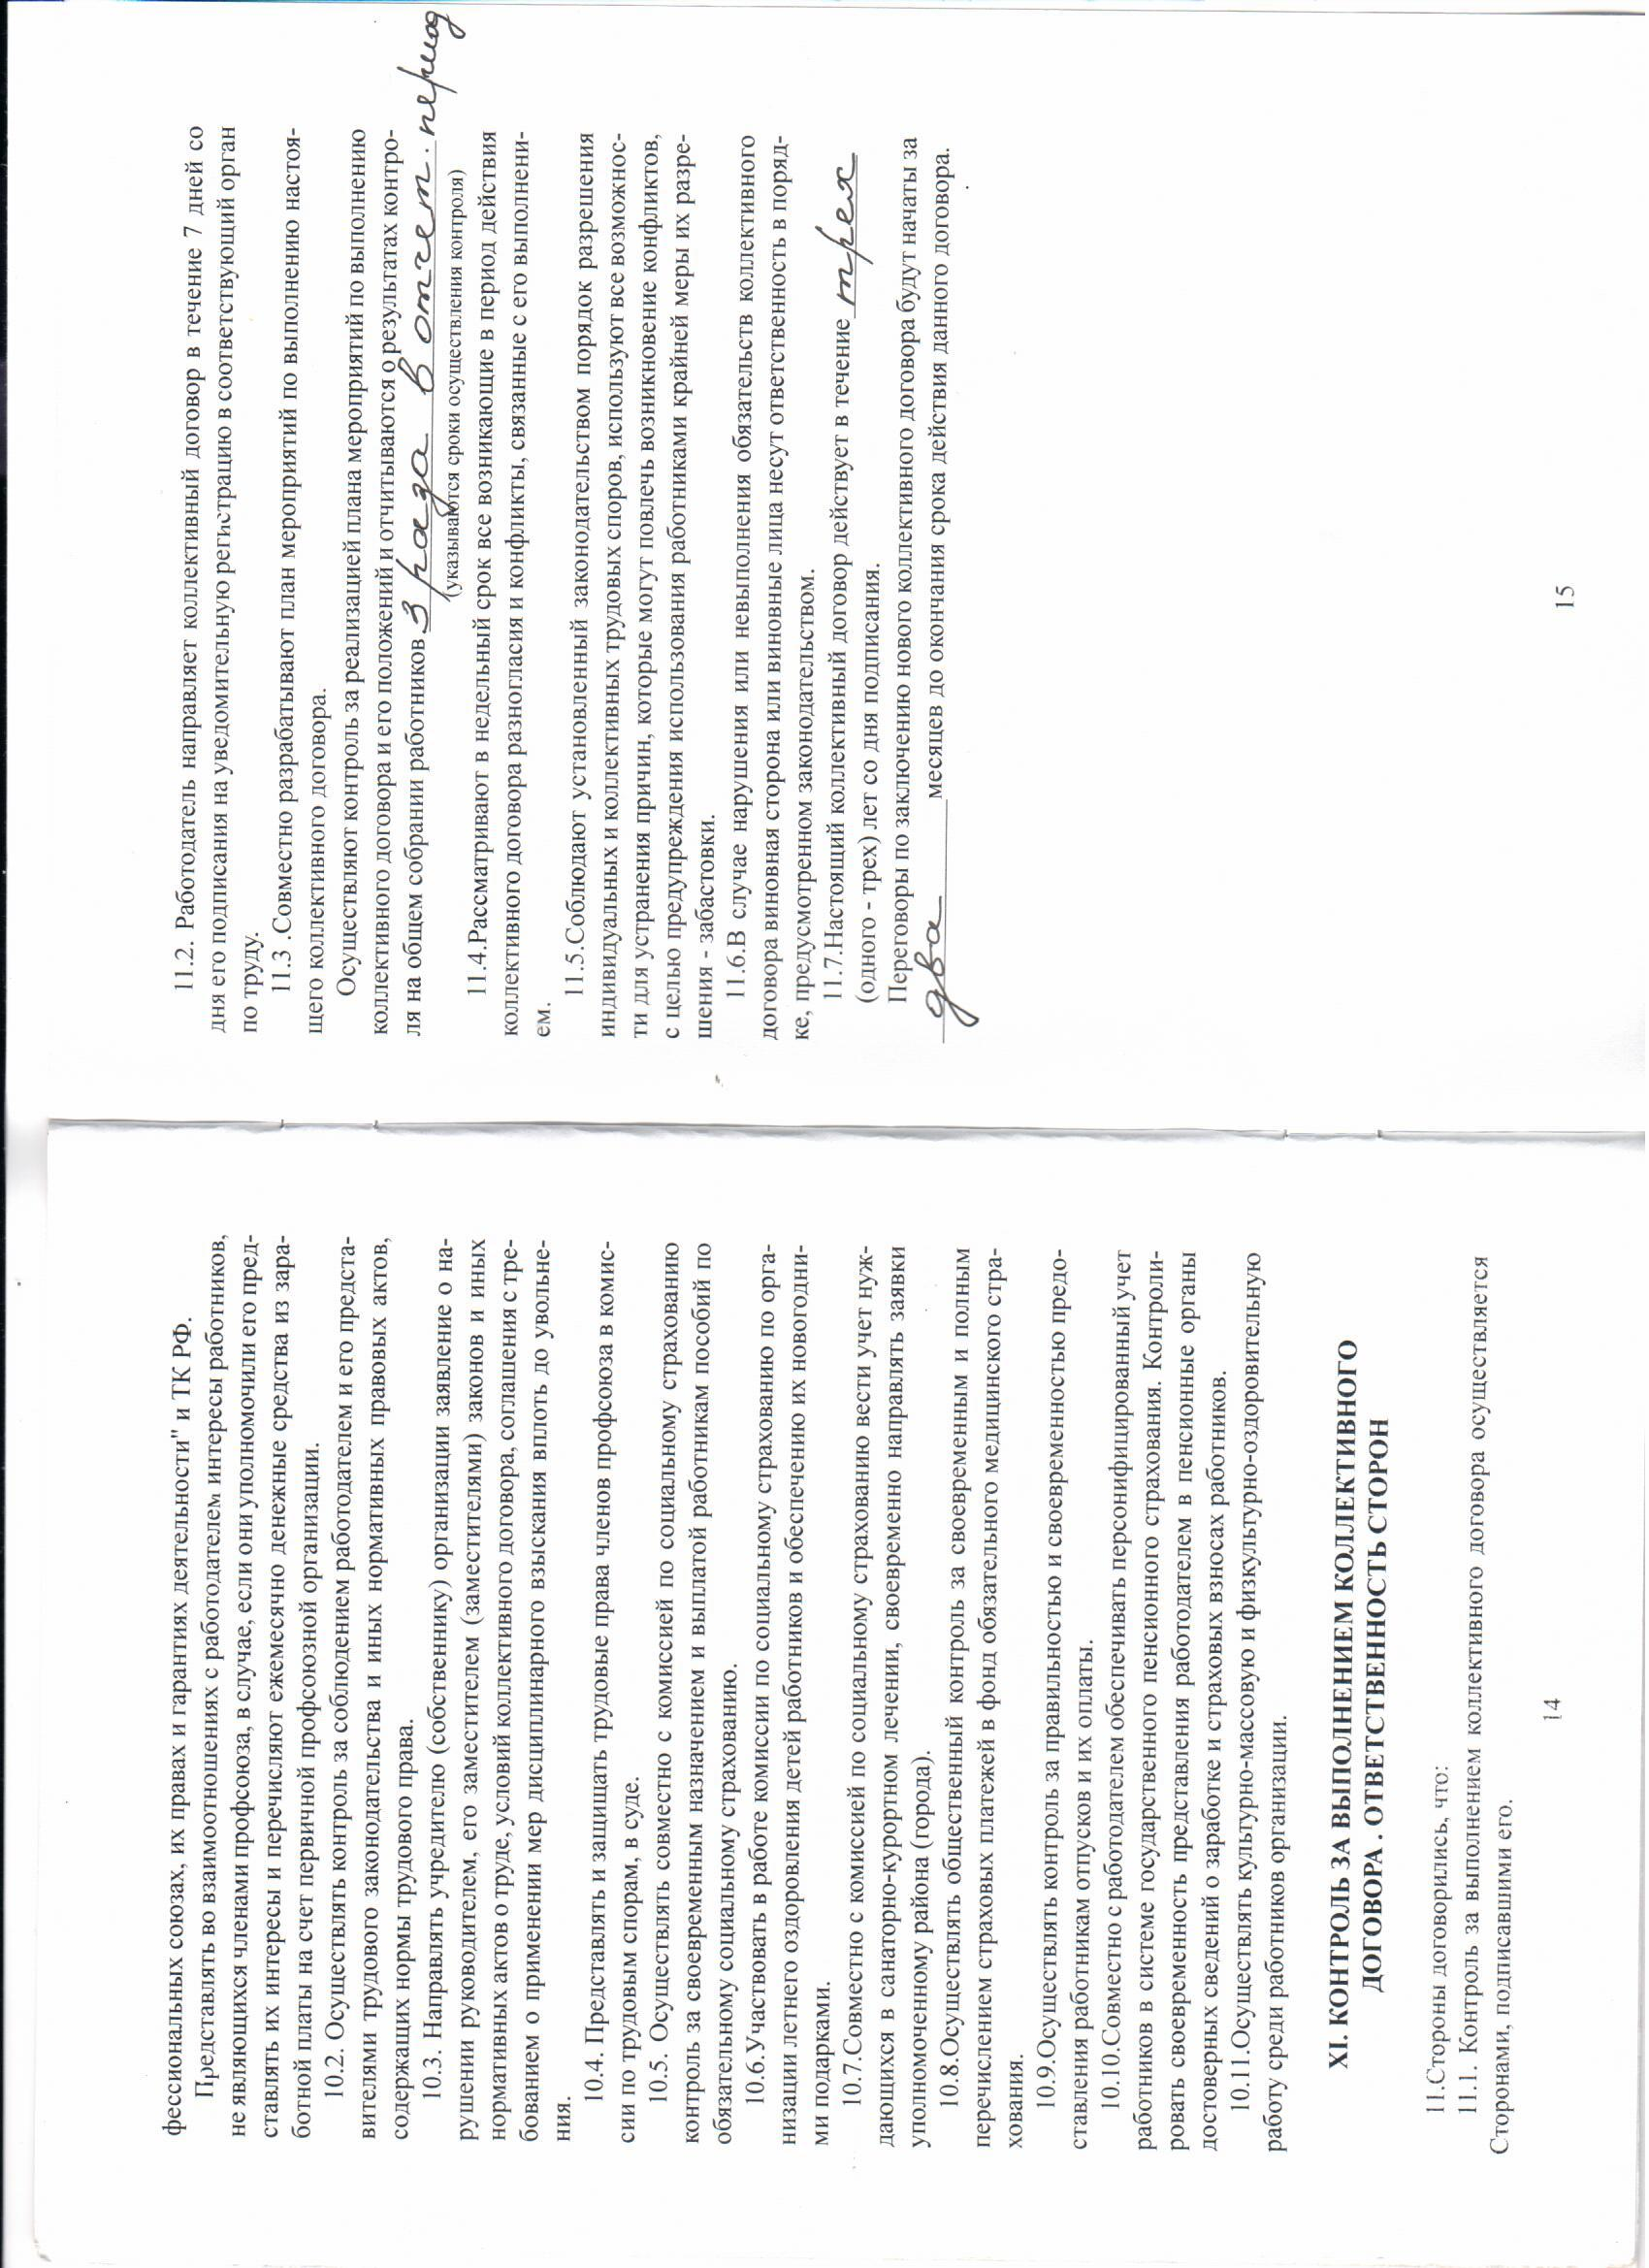 фессиональных союзах, их правах и гарантиях деятельности" и ТК РФ.
Представлять во взаимоотношениях с работодателем интересы работников,
не являющихся членами профсоюза, в случае, если они уполномочили его пред-
ставлять их интересы и перечисляют ежемесячно денежные средства из зара-
ботной платы на счет первичной профсоюзной организации.
10.2. Осуществлять контроль за соблюдением работодателем и его предста-
вителями трудового законодательства и иных нормативных правовых актов,
содержащих нормы трудового права.
10.3. Направлять учредителю (собственнику) организации заявление о на-
рушении руководителем, его заместителем (заместителями) законов и иных
нормативных актов о труде, условий коллективного договора, соглашения с тре-
бованием о применении мер дисциплинарного взыскания вплоть до увольне-
ния.
10.4. Представлять и защищать трудовые права членов профсоюза в комис-
сии по трудовым спорам, в суде.
10.5. Осуществлять совместно с комиссией по социальному страхованию
контроль за своевременным назначением и выплатой работникам пособий по
обязательному социальному страхованию.
10.6.Участвовать в работе комиссии по социальному страхованию по орга-
низации летнего оздоровления детей работников и обеспечению их новогодни-
ми подарками.
10.7.Совместно с комиссией по социальному страхованию вести учет нуж-
дающихся в санаторно-курортном лечении, своевременно направлять заявки
уполномоченному района (города).
10.8.Осуществлять общественный контроль за своевременным и полным
перечислением страховых платежей в фонд обязательного медицинского стра-
хования.
10.9.Осуществлять контроль за правильностью и своевременностью предо-
ставления работникам отпусков и их оплаты.
10.10.Совместно с работодателем обеспечивать персонифицированный учет
работников в системе государственного пенсионного страхования. Контроли-
ровать своевременность представления работодателем в пенсионные органы
достоверных сведений о заработке и страховых взносах работников.
10.11.Осуществлять культурно-массовую и физкультурно-оздоровительную
работу среди работников организации.
XI. КОНТРОЛЬ ЗА ВЫПОЛНЕНИЕМ КОЛЛЕКТИВНОГО
ДОГОВОРА . ОТВЕТСТВЕННОСТЬ СТОРОН
11.Стороны договорились, что:
11.1. Контроль за выполнением коллективного договора осуществляется
Сторонами, подписавшими его.
14
11.2. Работодатель направляет коллективный договор в течение 7 дней со
дня его подписания на уведомительную регистрацию в соответствующий орган
по труду.
11.3 .Совместно разрабатывают план мероприятий по выполнению настоя-
щего коллективного договора.
Осуществляют контроль за реализацией плана мероприятий по выполнению
коллективного договора и его положений и отчитываются о результатах контро-
ля на общем собрании работников 3 раза в отчет. период
(указываются сроки осуществления контроля)
11.4.Рассматривают в недельный срок все возникающие в период действия
коллективного договора разногласия и конфликты, связанные с его выполнени-
ем.
11.5.Соблюдают установленный законодательством порядок разрешения
индивидуальных и коллективных трудовых споров, используют все возможнос-
ти для устранения причин, которые могут повлечь возникновение конфликтов,
с целью предупреждения использования работниками крайней меры их разре-
шения - забастовки.
11.6.В случае нарушения или невыполнения обязательств коллективного
договора виновная сторона или виновные лица несут ответственность в поряд-
ке, предусмотренном законодательством.
11.7.Настоящий коллективный договор действует в течение трех
(одного - трех) лет со дня подписания.
Переговоры по заключению нового коллективного договора будут начаты за
два месяцев до окончания срока действия данного договора.
15